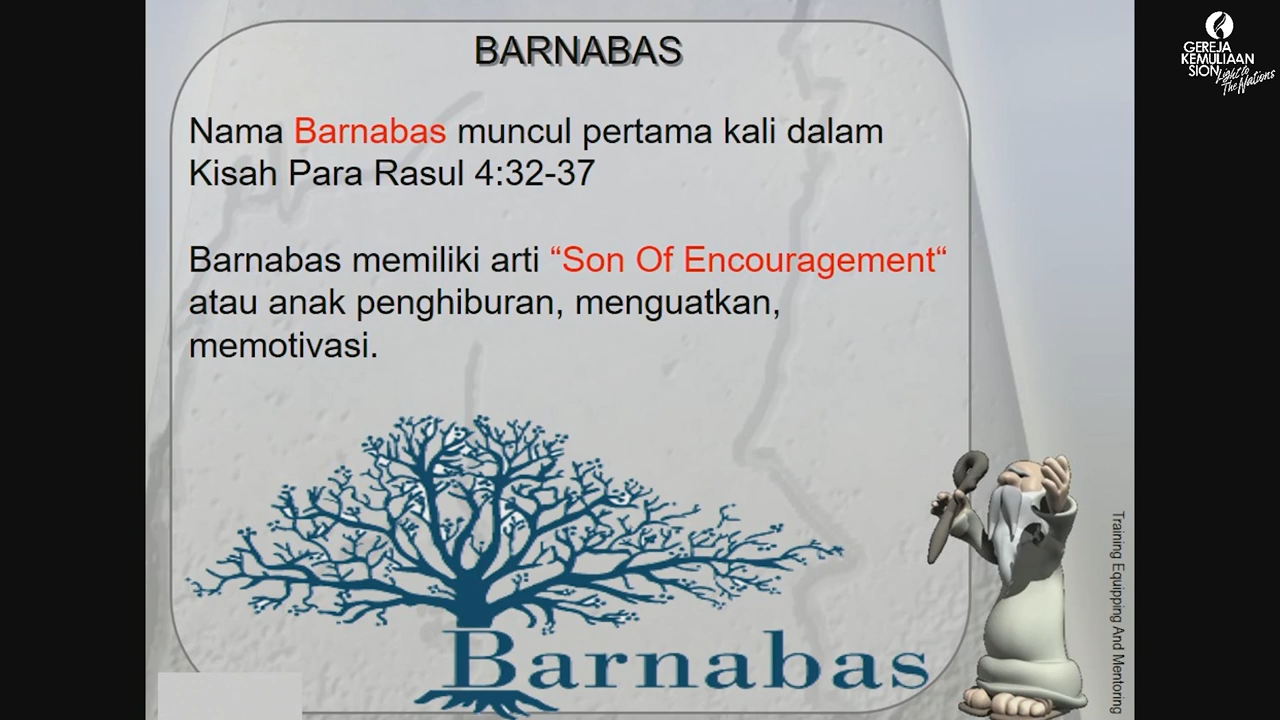 BARNABAS
Nama Barnabas muncul pertama kali dalam
Kisah Para Rasul 4:32-37
Barnabas memiliki arti “Son Of Encouragement“
atau anak penghiburan, menguatkan,
memotivasi.
Barnabas
Training Equipping And Mentoring
GEREJA
KEMULIAAN
SION
Light to
The Nations